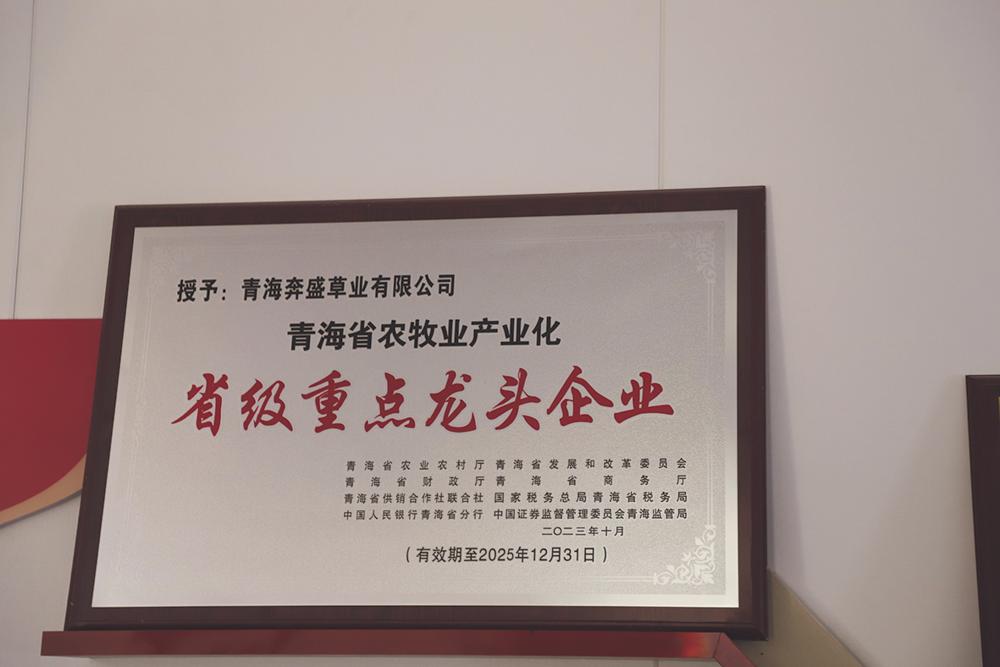 授予：青海奔盛草业有限公司
青海省农牧业产业化
省级重点龙头企业
青海省农业农村厅 青海省发展和改革委员会
青海省财政厅 青海省商务厅
青海省供销合作社联合社 国家税务总局青海省税务局
中国人民银行青海省分行 中国证券监督管理委员会青海监管局
二〇二三年十月
（有效期至2025年12月31日）